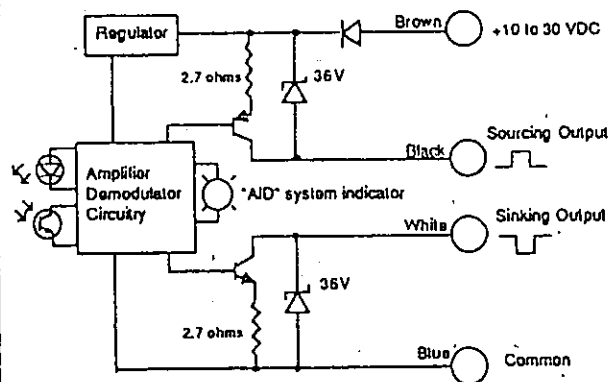 Regulator
Brown
+10 to 30 VDC
2.7 ohms
36V
Sourcing Output
Black
Amplifier
Demodulator
Circuitry
"AID" system indicator
White
Sinking Output
36V
2.7 ohms
Blue
Common